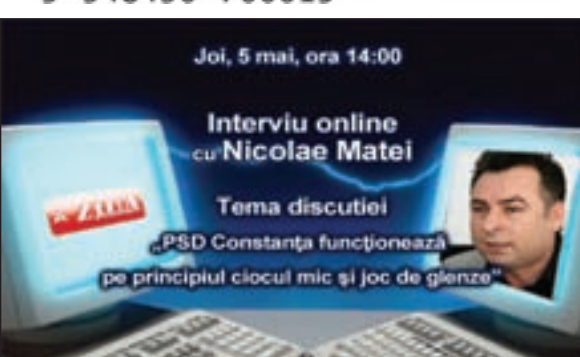 Joi, 5 mai, ora 14:00
Interviu online
cu Nicolae Matei
Tema discutiei
„PSD Constanţa funcţionează
pe principiul ciocul mic şi joc de glenze”